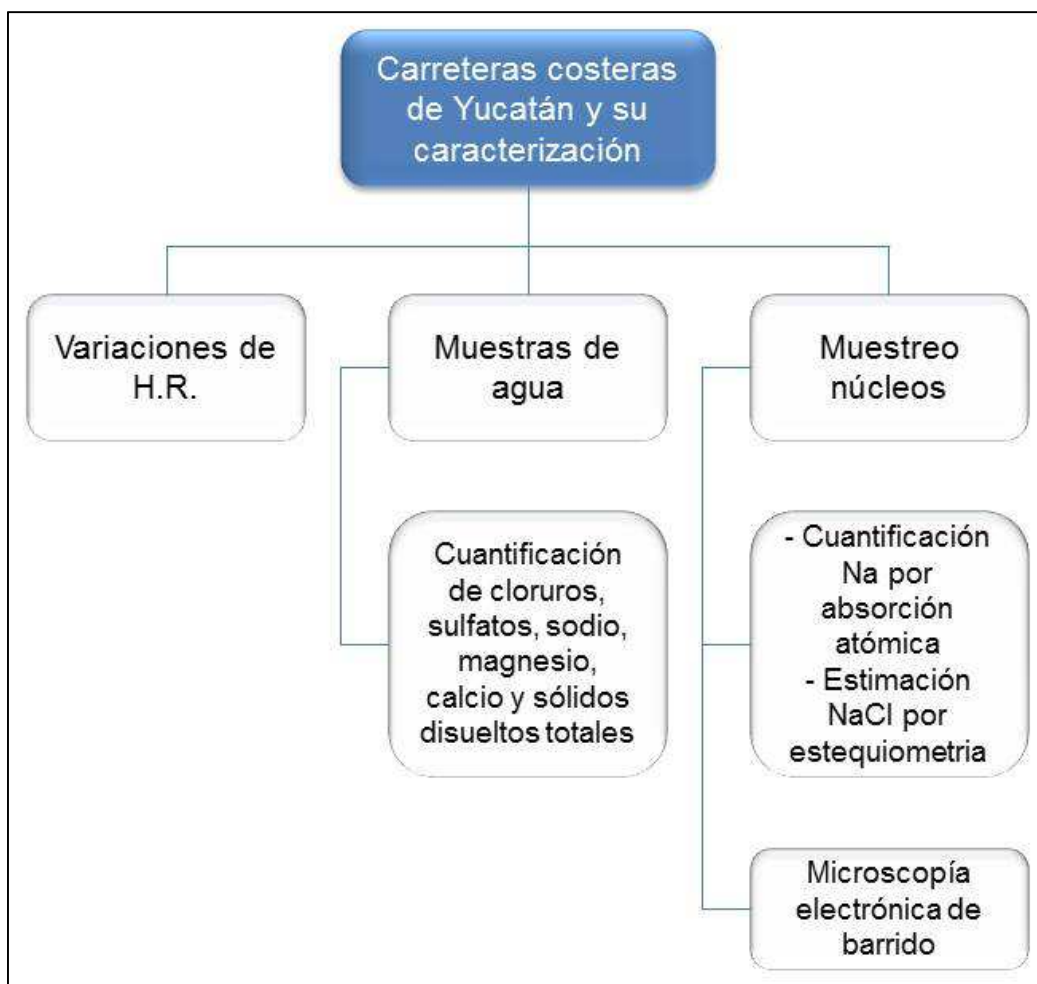 Carreteras costeras
de Yucatán y su
caracterización
Variaciones de
H.R.
Muestras de
agua
Muestreo
núcleos
Cuantificación
de cloruros,
sulfatos, sodio,
magnesio,
calcio y sólidos
disueltos totales
- Cuantificación
Na por
absorción
atómica
- Estimación
NaCl por
estequiometria
Microscopía
electrónica de
barrido